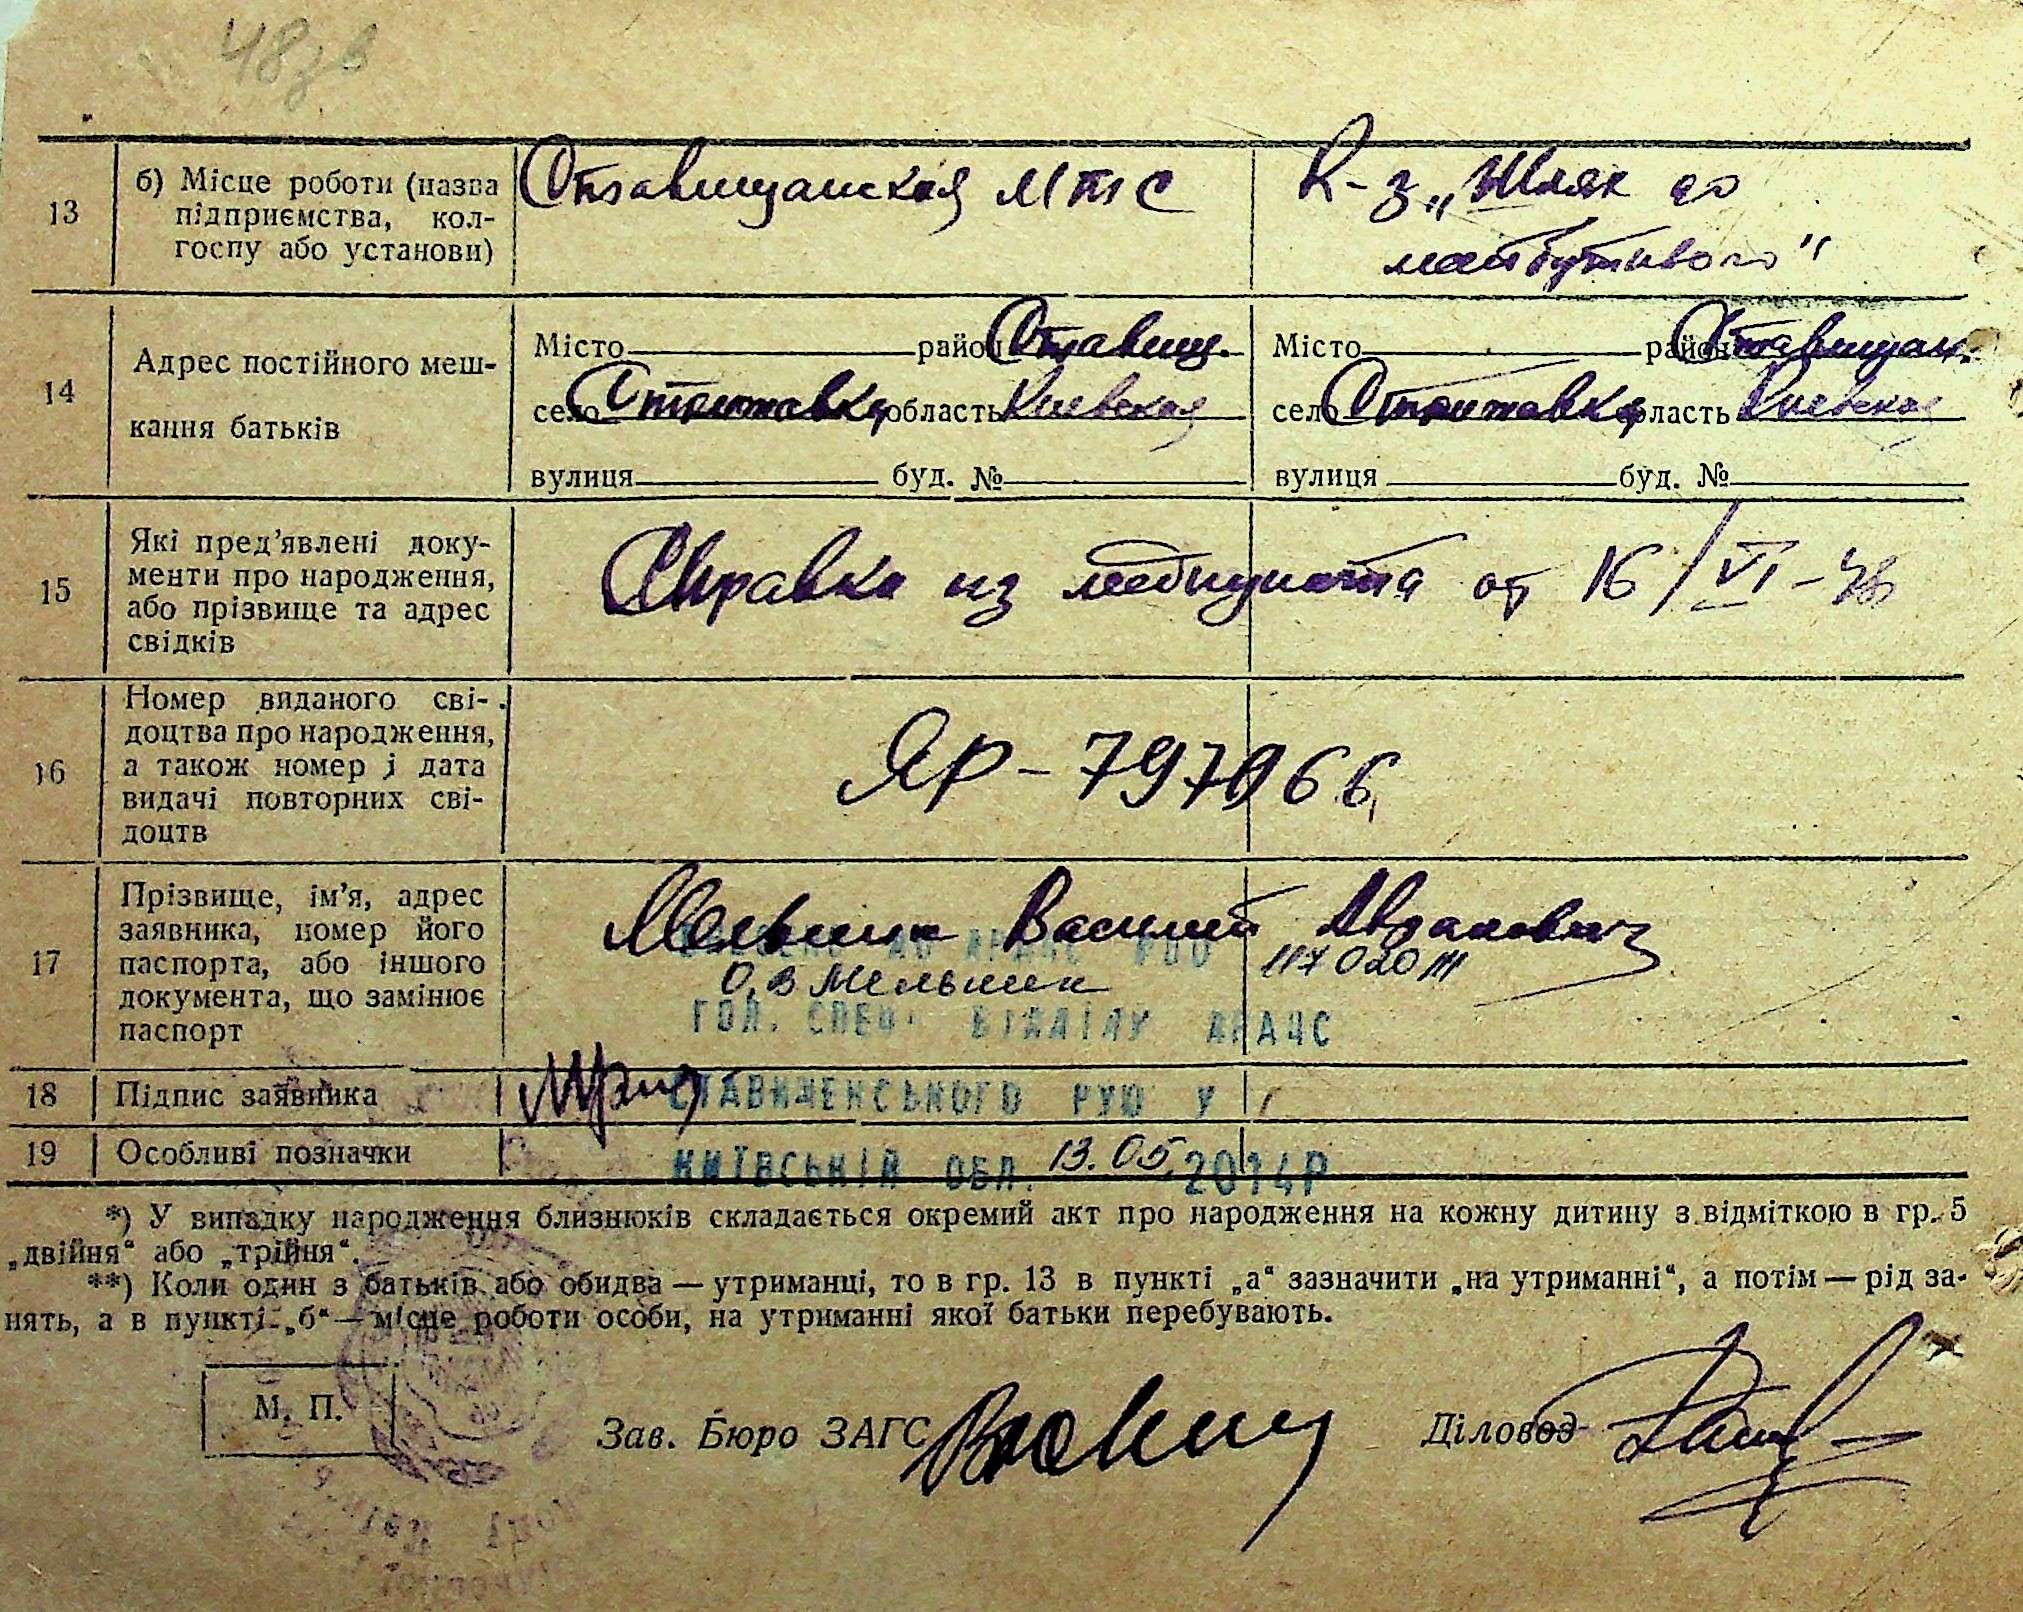 13
б) Місце роботи (назва
підприємства, кол-
госпу або установи)
Ставищанская МТС
К-з „Шлях до
майбутнього"
14
Адрес постійного меш-
кання батьків
Місто район Ставищ.
село область Киевская
вулиця буд. №
Місто район Ставищан.
село область Киевская
вулиця буд. №
15
Які пред'явлені доку-
менти про народження,
або прізвище та адрес
свідків
Справка из медпункта от 16/VI-48
16
Номер виданого сві-
доцтва про народження,
а також номер і дата
видачі повторних сві-
доцтв
ЯР-797066
17
Прізвище, ім'я, адрес
заявника, номер його
паспорта, або іншого
документа, що замінює
паспорт
Мельник Василий
О.В Мельник
ГОЛ. СПЕЦ. ВІДДІЛУ ДРАЦС
18
Підпис заявника
СТАВИЩЕНСЬКОГО РУЮ У
19
Особливі позначки
КИЇВСЬКІЙ ОБЛ. 13.05.2014Р
*) У випадку народження близнюків складається окремий акт про народження на кожну дитину з відміткою в гр. 5
„двійня“ або „трійня“.
**) Коли один з батьків або обидва — утриманці, то в гр. 13 в пункті „а“ зазначити „на утриманні“, а потім — рід за-
нять, а в пункті „б“ — місце роботи особи, на утриманні якої батьки перебувають.
М. П.
Зав. Бюро ЗАГС
Діловод